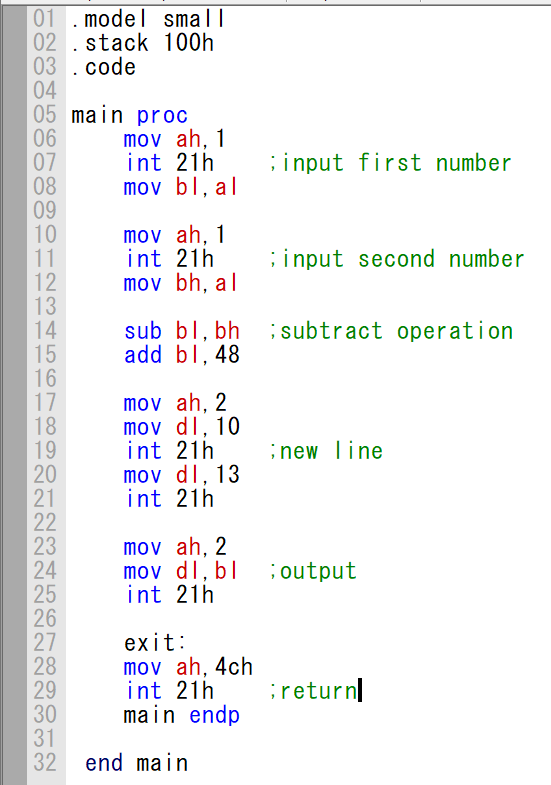 01 .model small
02 .stack 100h
03 .code
04
05 main proc
06     mov ah,1
07     int 21h    ;input first number
08     mov bl,al
09
10     mov ah,1
11     int 21h    ;input second number
12     mov bh,al
13
14     sub bl,bh  ;subtract operation
15     add bl,48
16
17     mov ah,2
18     mov dl,10
19     int 21h    ;new line
20     mov dl,13
21     int 21h
22
23     mov ah,2
24     mov dl,bl  ;output
25     int 21h
26
27     exit:
28     mov ah,4ch
29     int 21h    ;return
30     main endp
31
32  end main